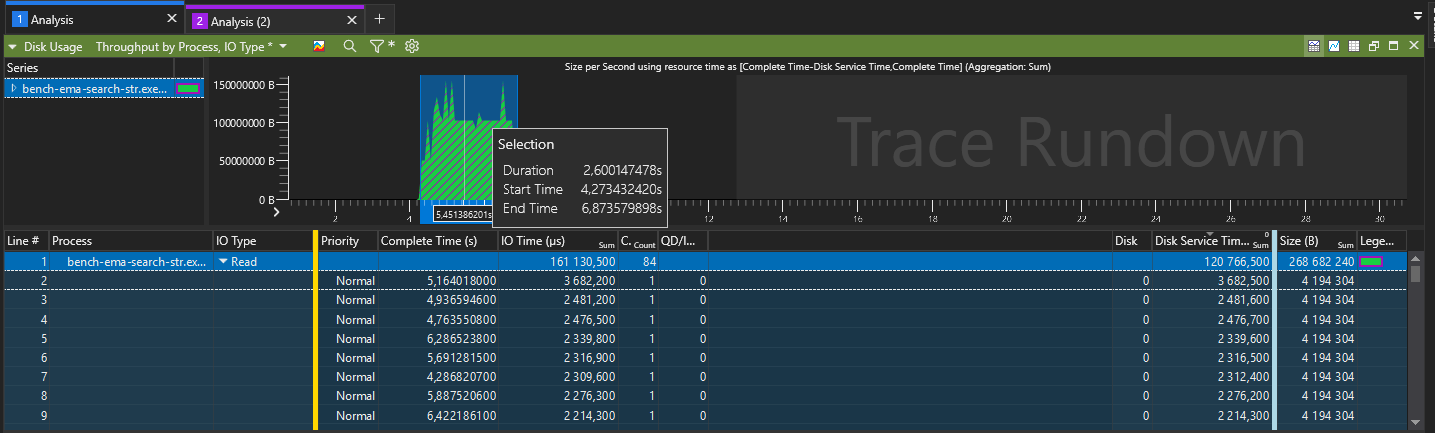 1 Analysis ✕ 2 Analysis (2) ✕ +
Disk Usage Throughput by Process, IO Type *
Series
bench-ema-search-str.exe...
Size per Second using resource time as [Complete Time-Disk Service Time,Complete Time] (Aggregation: Sum)
150000000 B
100000000 B
50000000 B
0 B
Trace Rundown
Selection
Duration 2,600147478s
Start Time 4,273432420s
End Time 6,873579898s
5,451386201s
2 4 12 14 16 18 20 22 24 26 28 30
Line # Process IO Type Priority Complete Time (s) IO Time (µs) Sum C. Count QD/I... Disk Disk Service Tim... 0 Sum Size (B) Sum Lege...
1 bench-ema-search-str.ex... Read 161 130,500 84 120 766,500 268 682 240
2 Normal 5,164018000 3 682,200 1 0 0 3 682,500 4 194 304
3 Normal 4,936594600 2 481,200 1 0 0 2 481,600 4 194 304
4 Normal 4,763550800 2 476,500 1 0 0 2 476,700 4 194 304
5 Normal 6,286523800 2 339,800 1 0 0 2 339,600 4 194 304
6 Normal 5,691281500 2 316,900 1 0 0 2 316,500 4 194 304
7 Normal 4,286820700 2 309,600 1 0 0 2 312,400 4 194 304
8 Normal 5,887520600 2 276,300 1 0 0 2 276,200 4 194 304
9 Normal 6,422186100 2 214,300 1 0 0 2 214,300 4 194 304